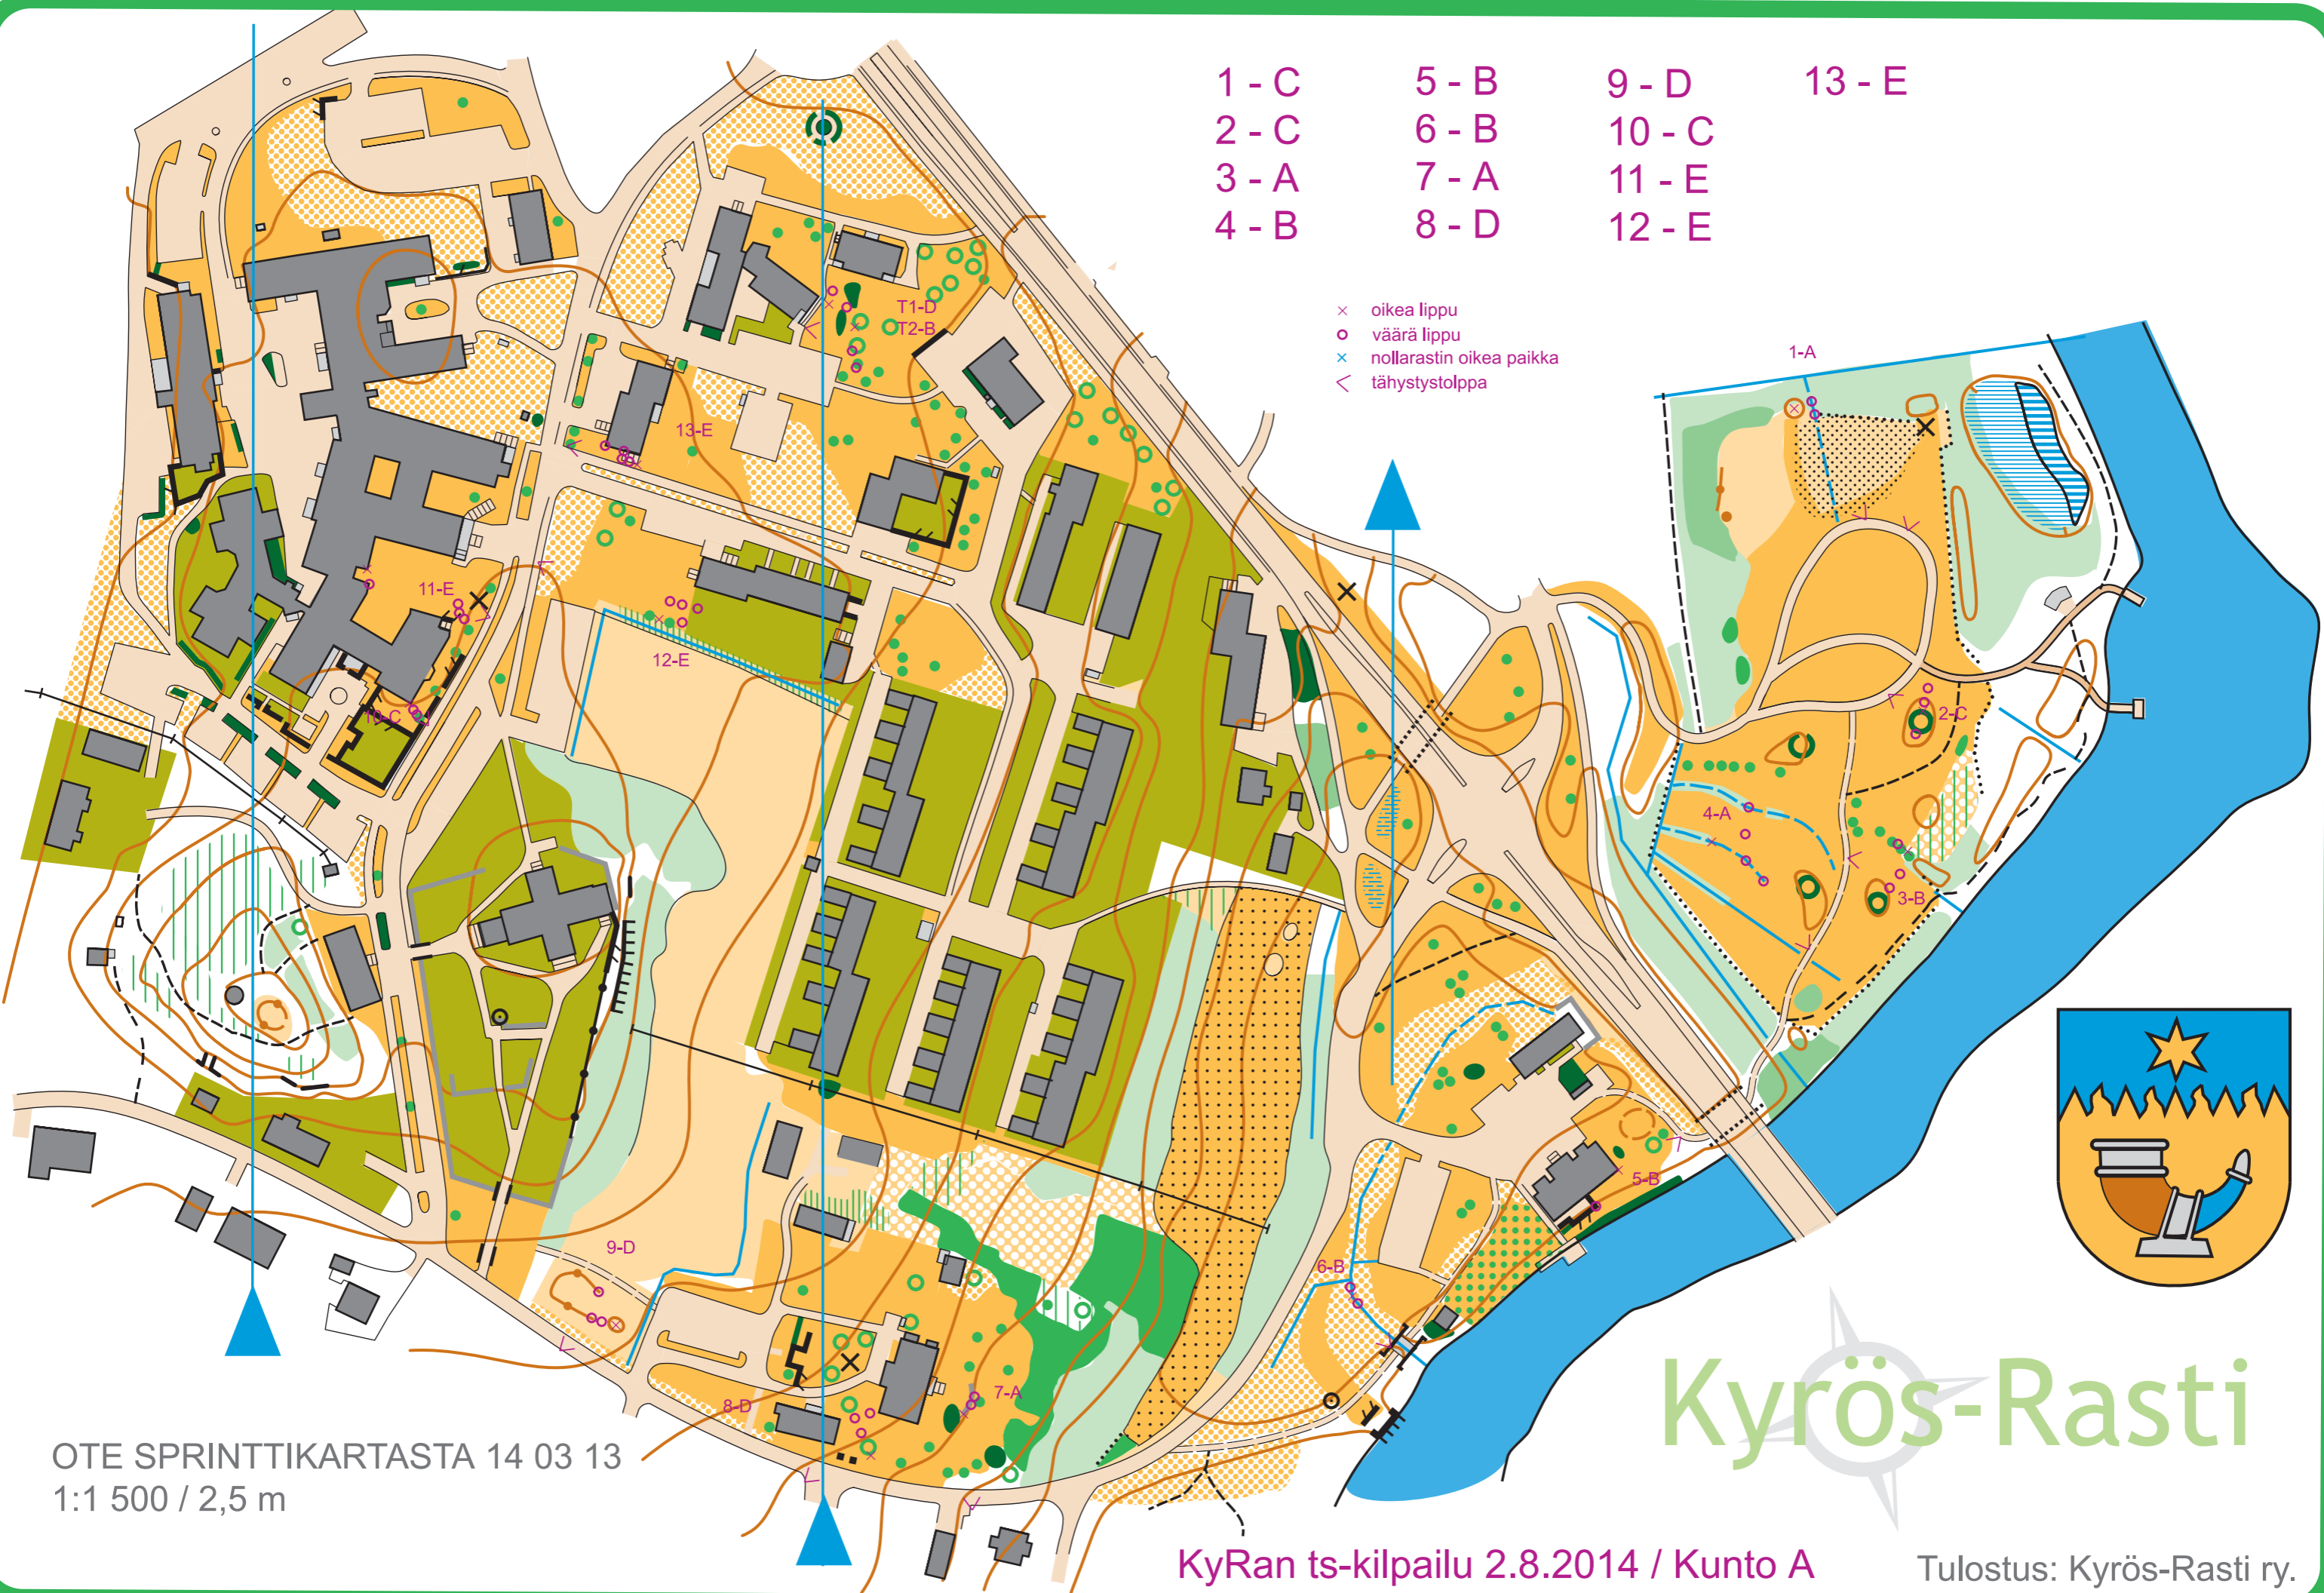 1 - C
2 - C
3 - A
4 - B
5 - B
6 - B
7 - A
8 - D
9 - D
10 - C
11 - E
12 - E
13 - E
oikea lippu
väärä lippu
nollarastin oikea paikka
tähystystolppa
T1-D
T2-B
1-A
13-E
11-E
12-E
10-C
2-C
4-A
3-B
5-B
9-D
6-B
7-A
8-D
Kyrös-Rasti
OTE SPRINTTIKARTASTA 14 03 13
1:1 500 / 2,5 m
KyRan ts-kilpailu 2.8.2014 / Kunto A
Tulostus: Kyrös-Rasti ry.